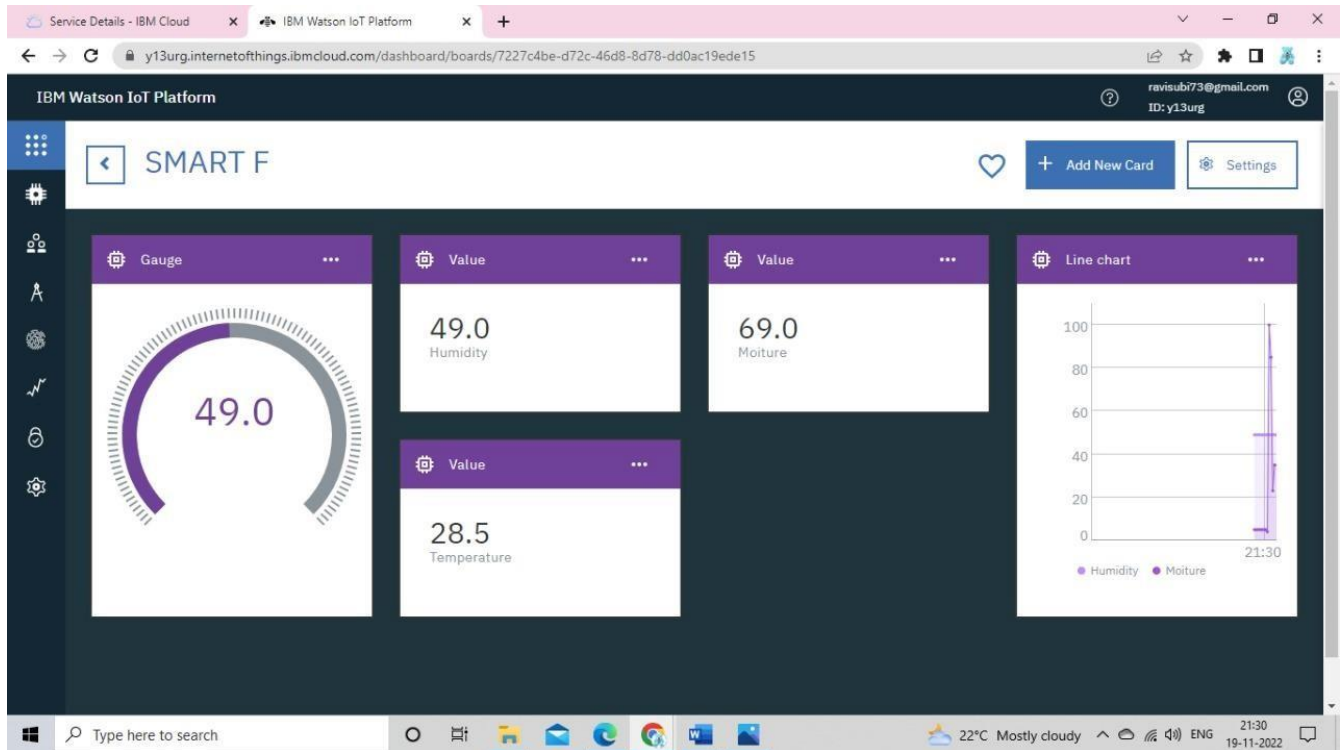 Service Details - IBM Cloud
IBM Watson IoT Platform
y13urg.internetofthings.ibmcloud.com/dashboard/boards/7227c4be-d72c-46d8-8d78-dd0ac19ede15
IBM Watson IoT Platform
ravisubi73@gmail.com
ID: y13urg
SMART F
Add New Card
Settings
Gauge
49.0
Value
49.0
Humidity
Value
69.0
Moiture
Line chart
100
80
60
40
20
0
21:30
Humidity Moiture
Value
28.5
Temperature
Type here to search
22°C Mostly cloudy
ENG
21:30
19-11-2022